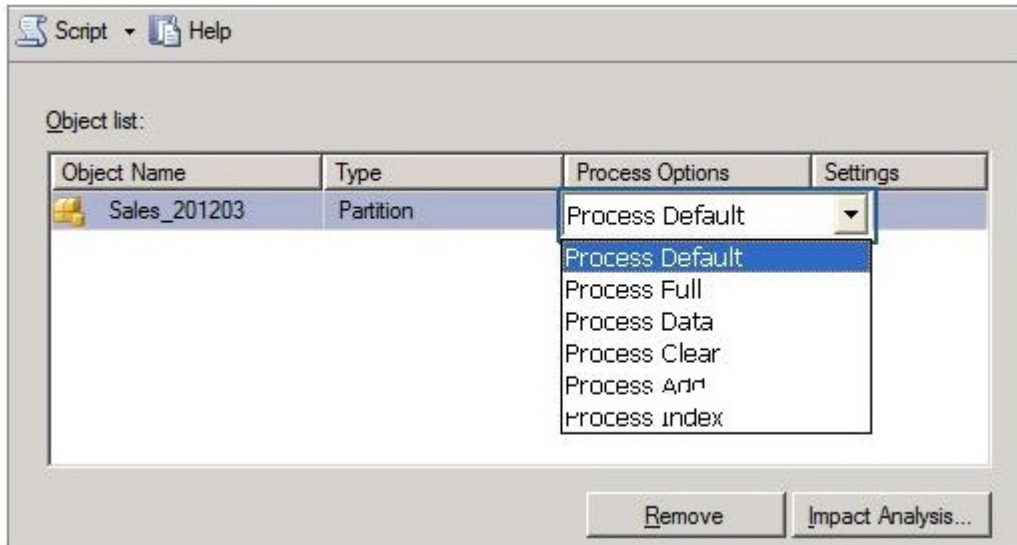 Script Help
Object list:
Object Name Type Process Options Settings
Sales_201203 Partition Process Default
Process Default
Process Full
Process Data
Process Clear
Process Add
Process Index
Remove Impact Analysis...